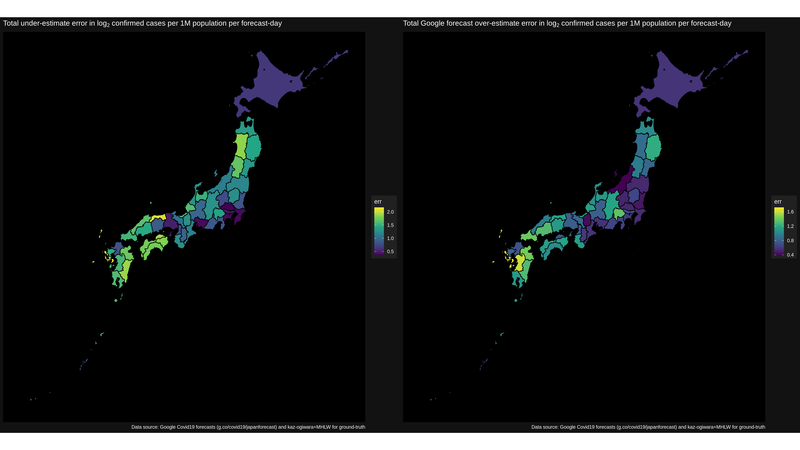 Total under-estimate error in log2 confirmed cases per 1M population per forecast-day
err
2.0
1.5
1.0
0.5
Data source: Google Covid19 forecasts (g.co/covid19/japanforecast) and kaz-ogiwara+MHLW for ground-truth
Total Google forecast over-estimate error in log2 confirmed cases per 1M population per forecast-day
err
1.6
1.2
0.8
0.4
Data source: Google Covid19 forecasts (g.co/covid19/japanforecast) and kaz-ogiwara+MHLW for ground-truth